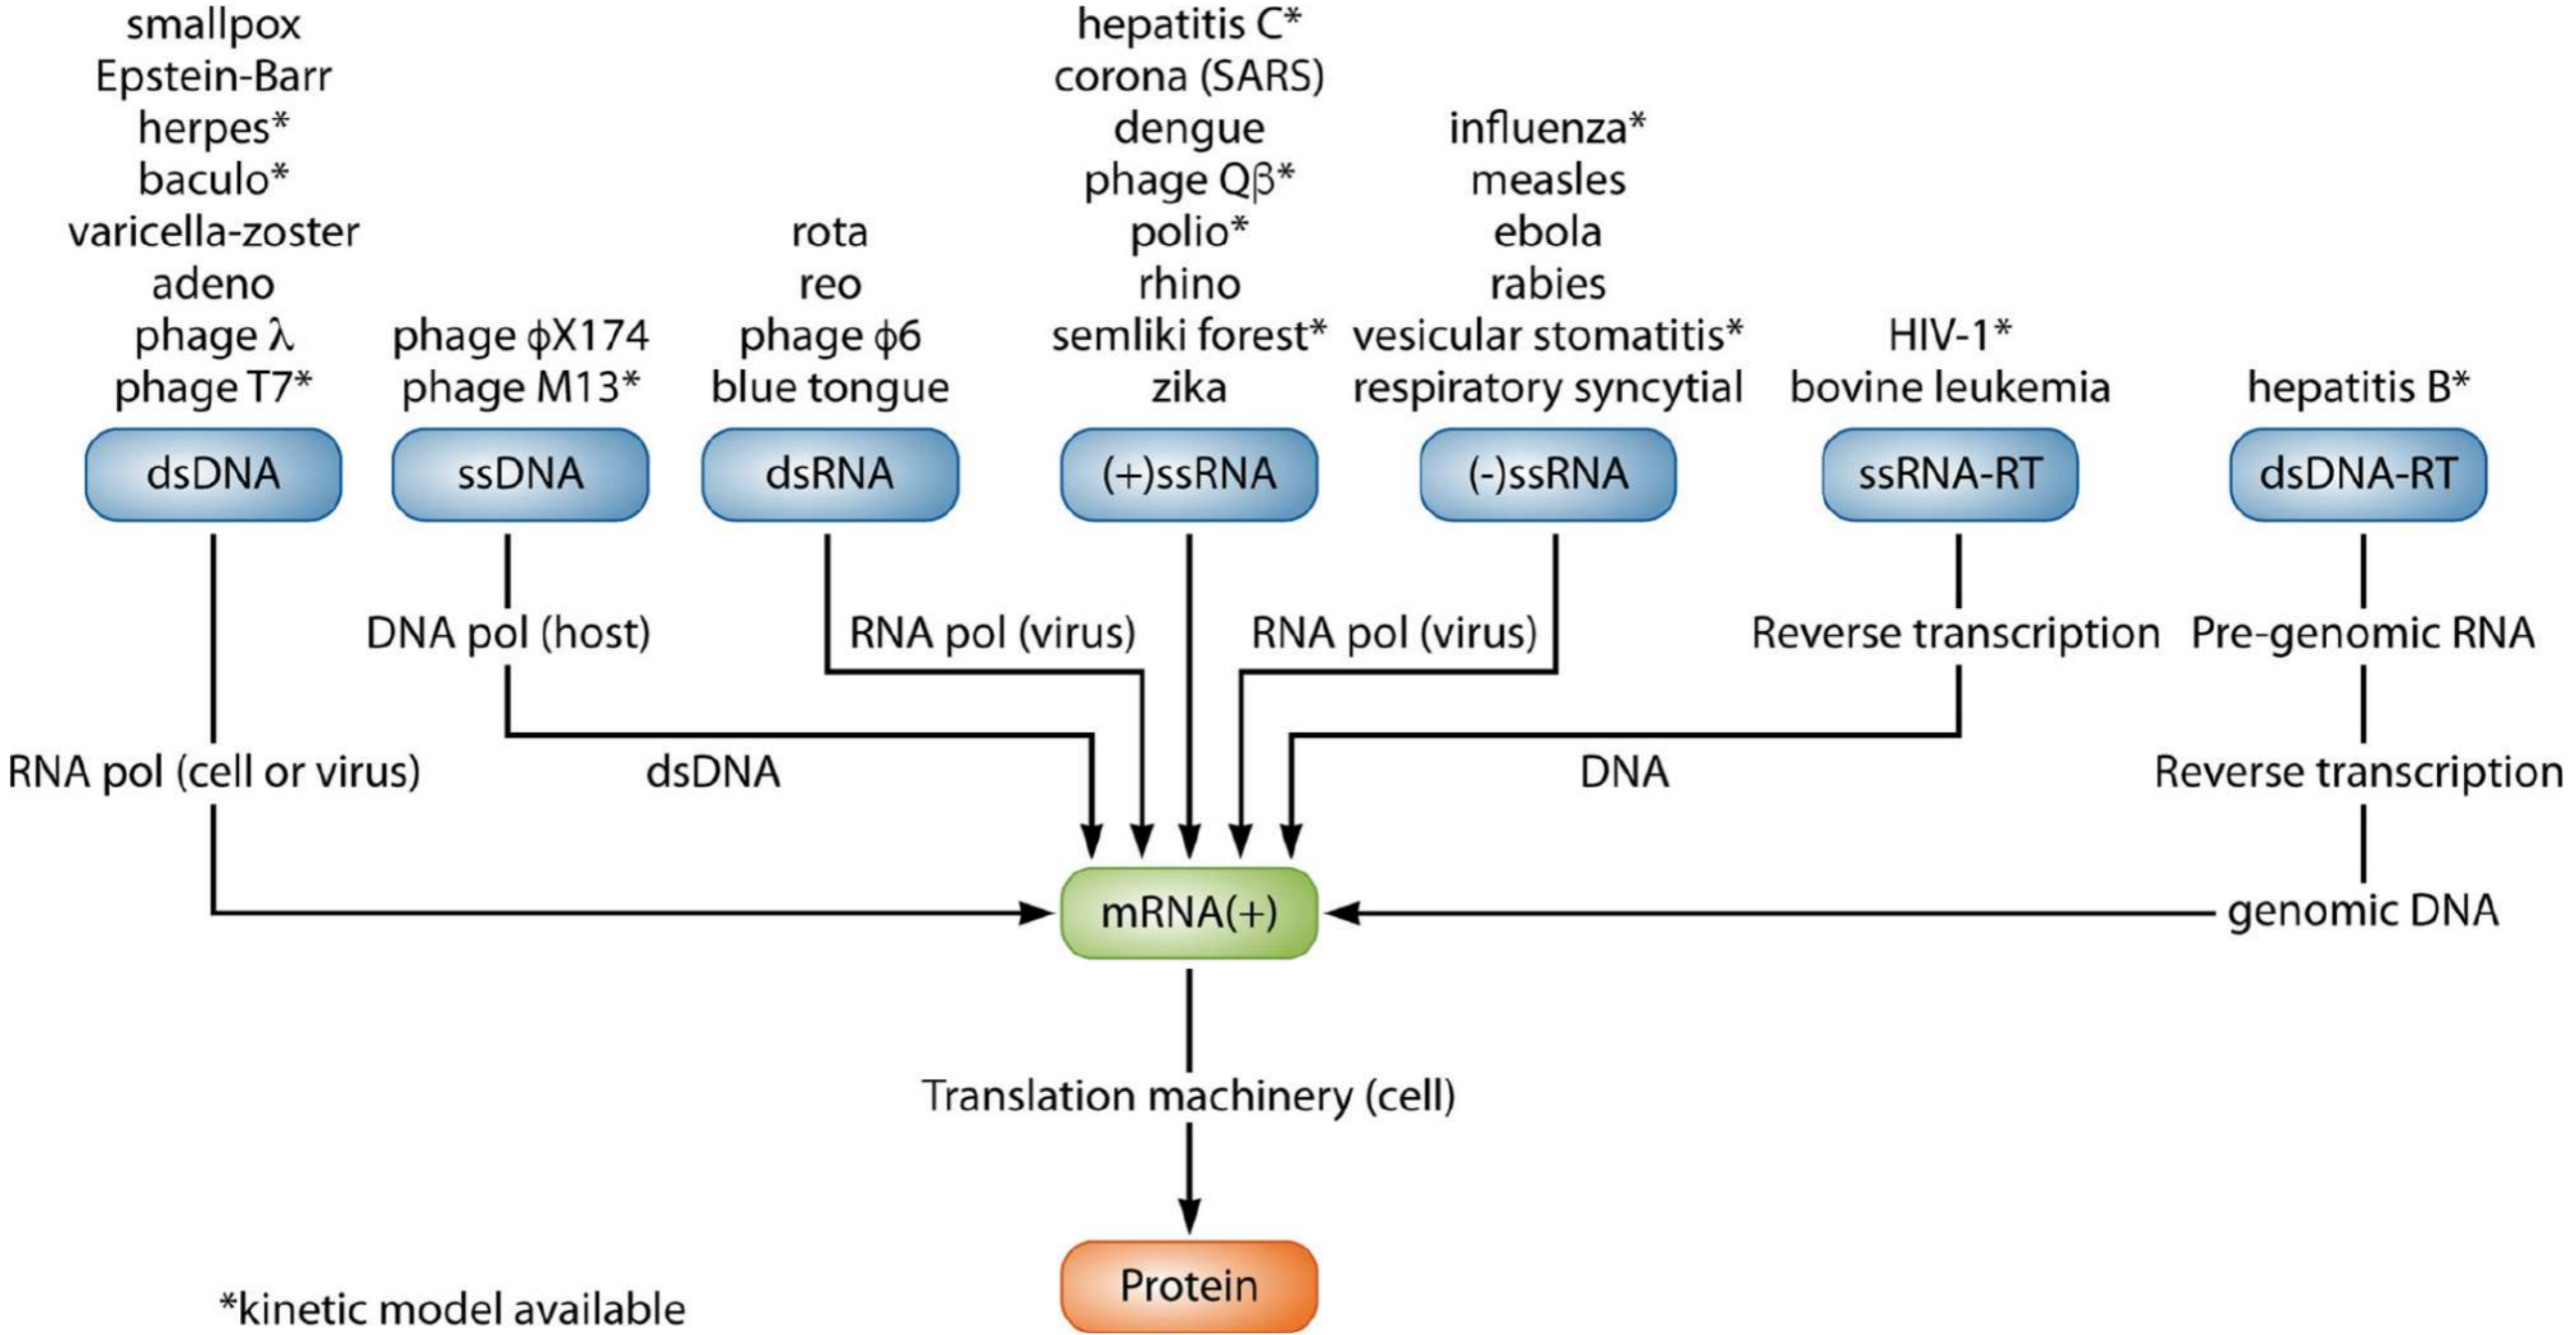 smallpox
Epstein-Barr
herpes*
baculo*
varicella-zoster
adeno
phage λ
phage T7*
dsDNA
phage ϕX174
phage M13*
ssDNA
rota
reo
phage ϕ6
blue tongue
dsRNA
hepatitis C*
corona (SARS)
dengue
phage Qβ*
polio*
rhino
semliki forest*
zika
(+)ssRNA
influenza*
measles
ebola
rabies
vesicular stomatitis*
respiratory syncytial
(-)ssRNA
HIV-1*
bovine leukemia
ssRNA-RT
hepatitis B*
dsDNA-RT
DNA pol (host)
RNA pol (virus)
RNA pol (virus)
Reverse transcription
Pre-genomic RNA
RNA pol (cell or virus)
dsDNA
DNA
Reverse transcription
mRNA(+)
genomic DNA
Translation machinery (cell)
Protein
*kinetic model available